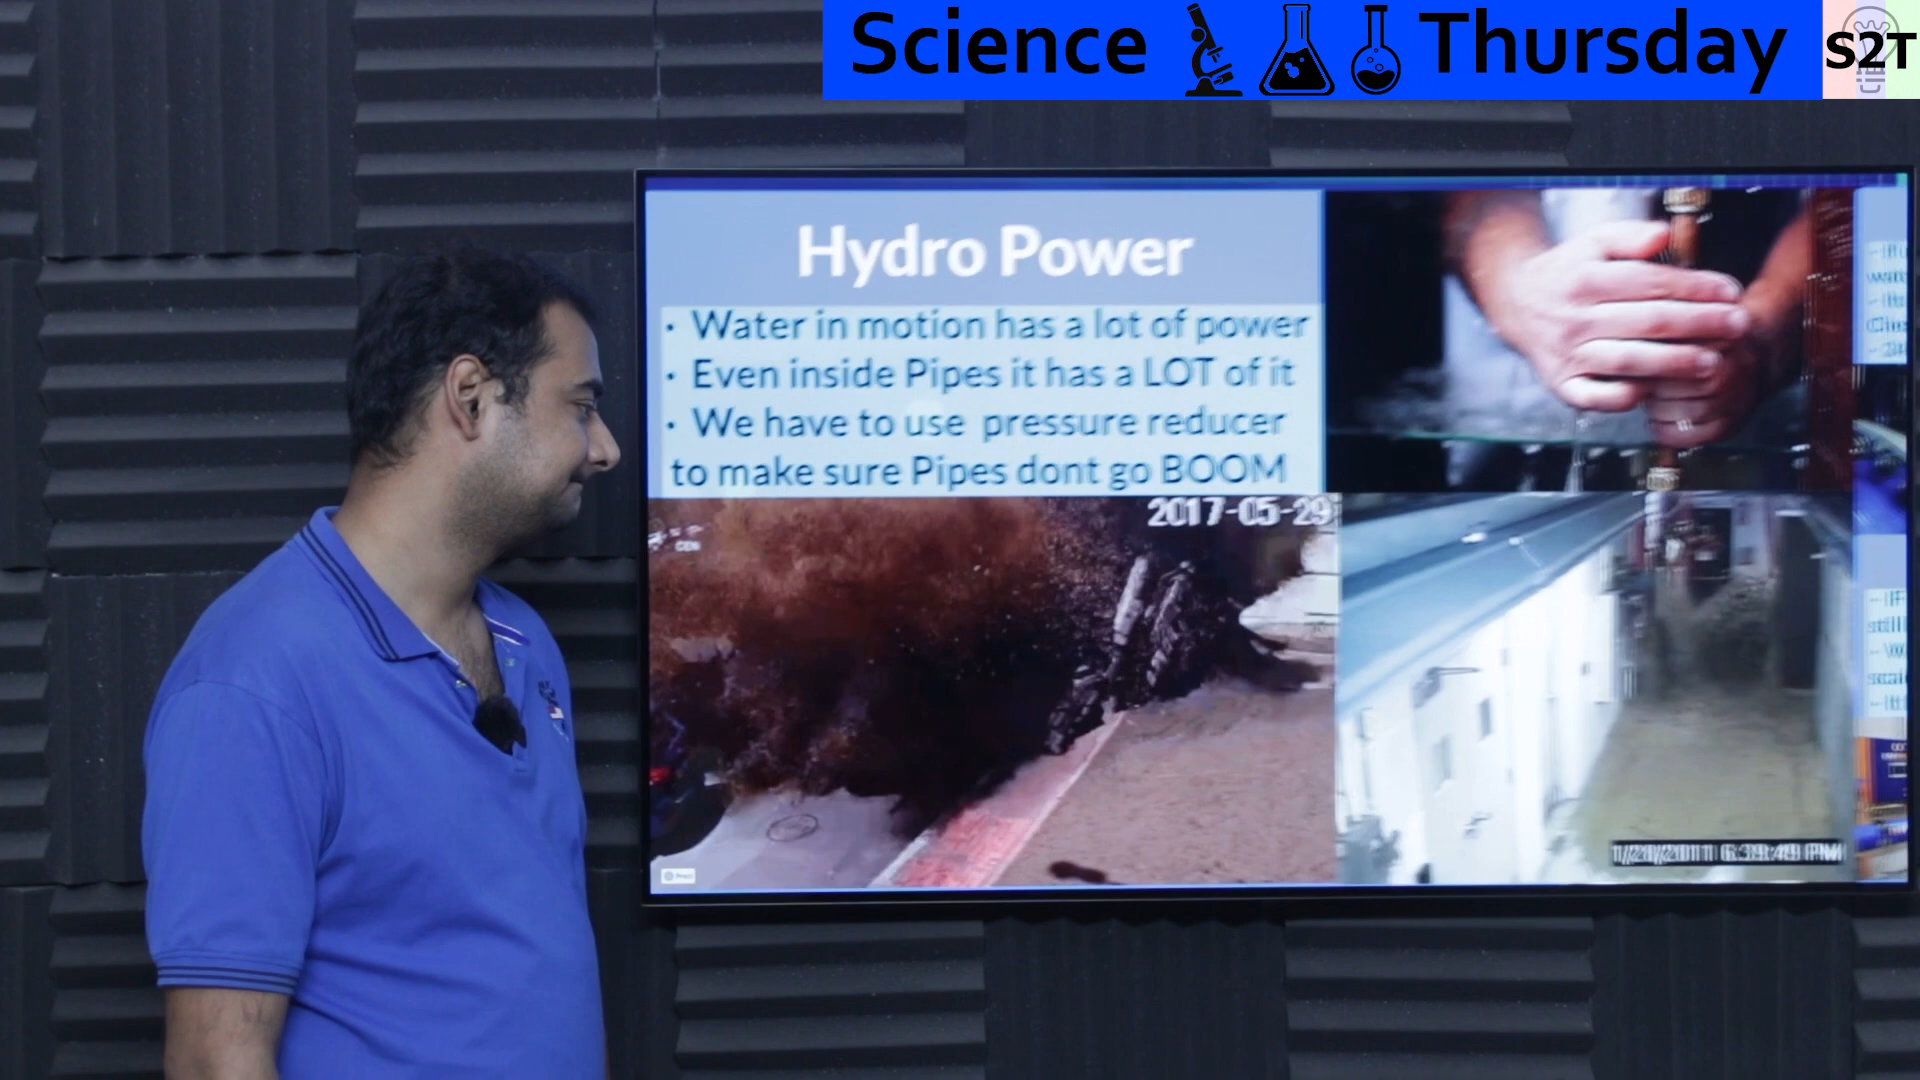 Science Thursday
S2T
Hydro Power
· Water in motion has a lot of power
· Even inside Pipes it has a LOT of it
· We have to use pressure reducer
to make sure Pipes dont go BOOM
2017-05-29
Prezi
1/20/2011 6:39:49 PM